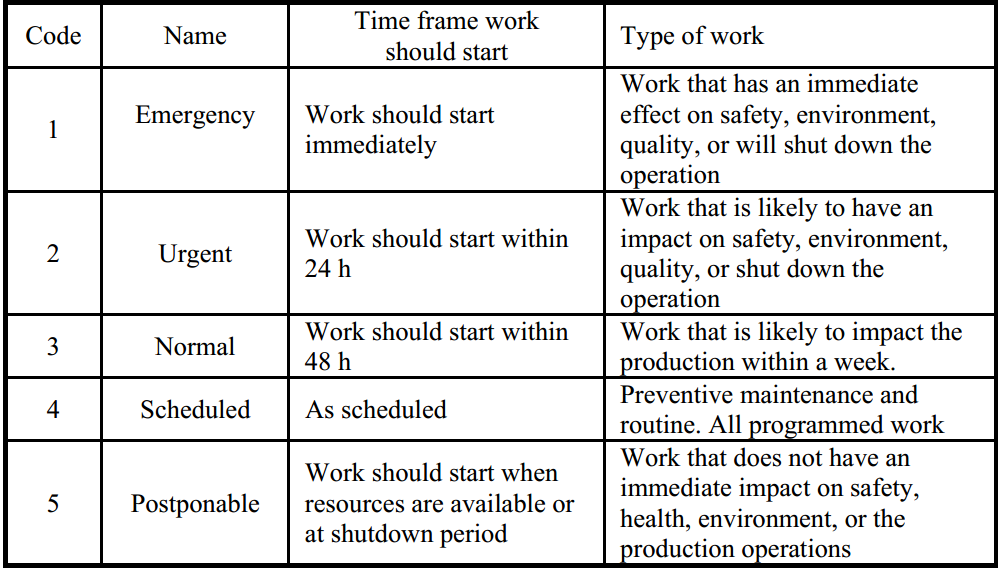 Code
Name
Time frame work
should start
Type of work
1
Emergency
Work should start
immediately
Work that has an immediate
effect on safety, environment,
quality, or will shut down the
operation
2
Urgent
Work should start within
24 h
Work that is likely to have an
impact on safety, environment,
quality, or shut down the
operation
3
Normal
Work should start within
48 h
Work that is likely to impact the
production within a week.
4
Scheduled
As scheduled
Preventive maintenance and
routine. All programmed work
5
Postponable
Work should start when
resources are available or
at shutdown period
Work that does not have an
immediate impact on safety,
health, environment, or the
production operations